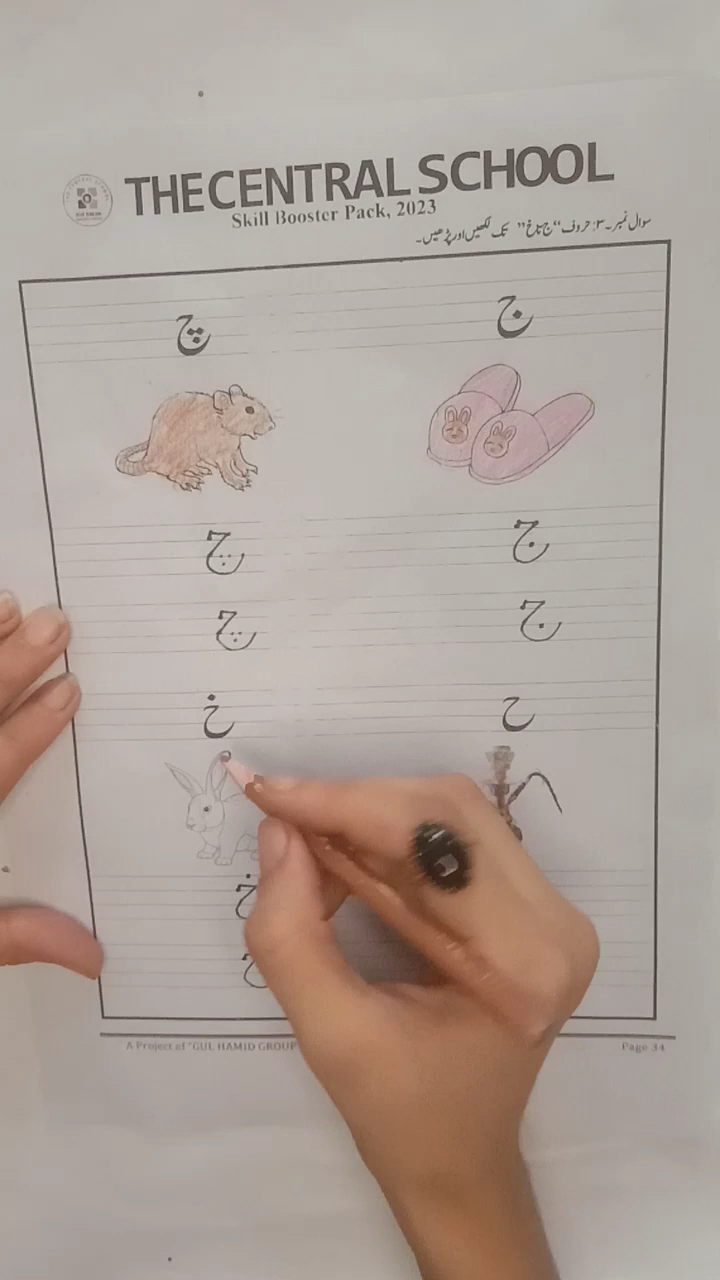 THE CENTRAL SCHOOL
Skill Booster Pack, 2023
سوال نمبر۔۳: حروف “ج تا خ” تک لکھیں اور پڑھیں۔
ج چ
ج چ
ج چ
ح خ
خ
A Project of "GUL HAMID GROUP
Page 34